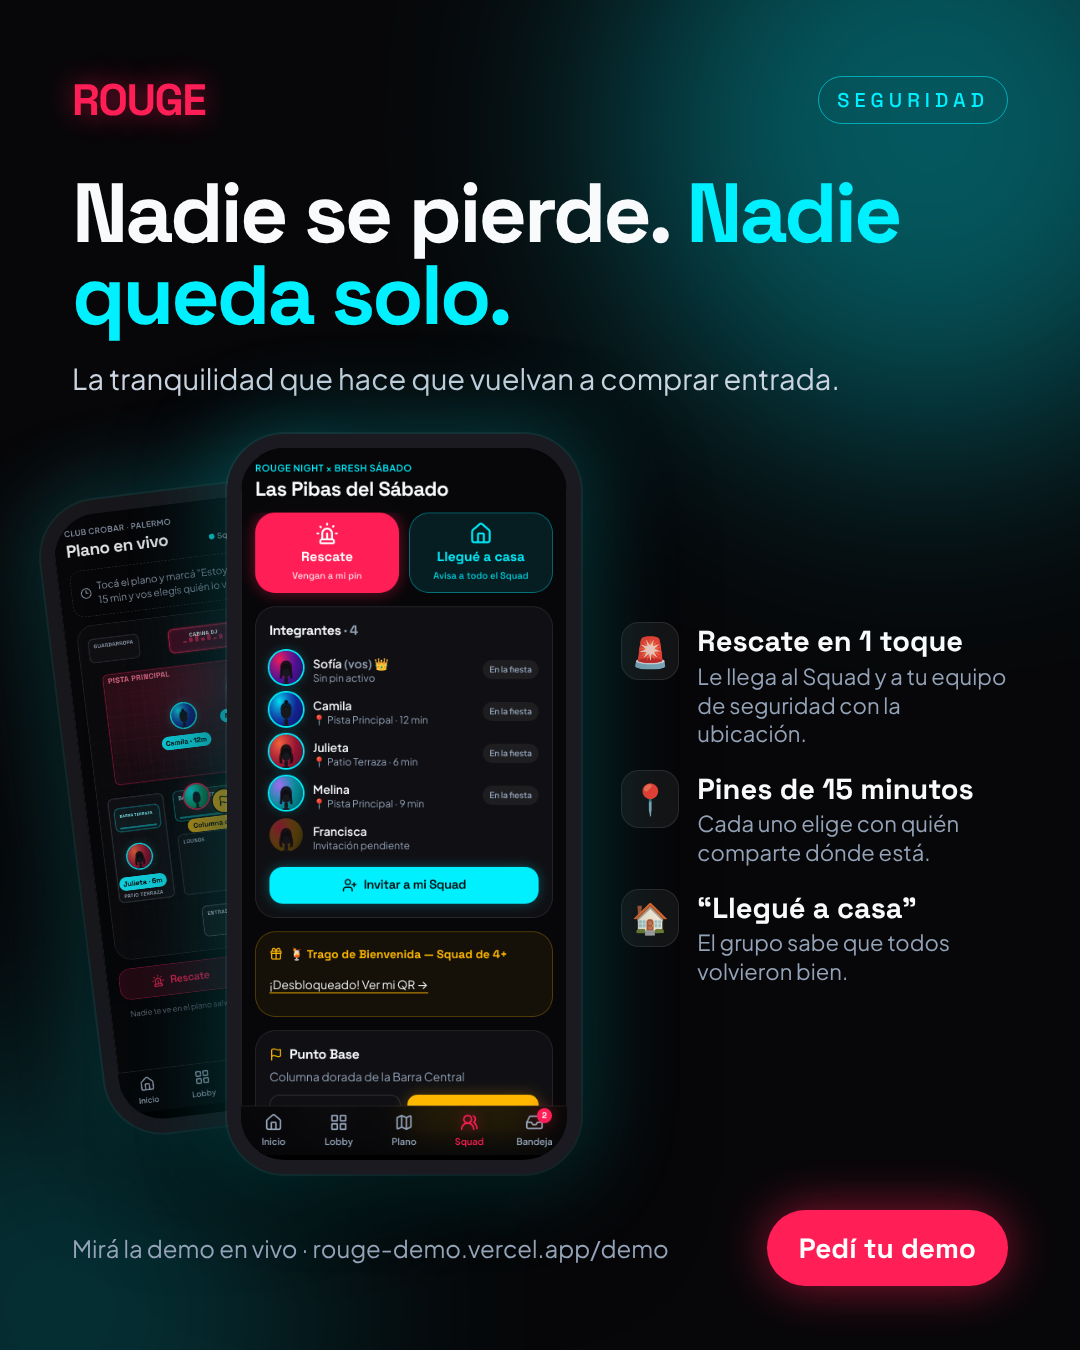 ROUGE
SEGURIDAD
Nadie se pierde. Nadie
queda solo.
La tranquilidad que hace que vuelvan a comprar entrada.
CLUB CROBAR · PALERMO
Plano en vivo
Tocá el plano y marcá "Estoy
15 min y vos elegís quién lo v
GUARDARROPA
CABINA DJ
PISTA PRINCIPAL
Camila · 12m
BARRA TERRAZA
Columna
LOUNGE
Julieta · 6m
PATIO TERRAZA
Rescate
Inicio
Lobby
ROUGE NIGHT x BRESH SÁBADO
Las Pibas del Sábado
Rescate
Vengan a mi pin
Llegué a casa
Avisa a todo el Squad
Integrantes · 4
Sofía (vos) 👑
Sin pin activo
En la fiesta
Camila
📍 Pista Principal · 12 min
En la fiesta
Julieta
📍 Patio Terraza · 6 min
En la fiesta
Melina
📍 Pista Principal · 9 min
En la fiesta
Francisca
Invitación pendiente
Invitar a mi Squad
🍹 Trago de Bienvenida — Squad de 4+
¡Desbloqueado! Ver mi QR →
Punto Base
Columna dorada de la Barra Central
Inicio
Lobby
Plano
Squad
Bandeja
2
Rescate en 1 toque
Le llega al Squad y a tu equipo
de seguridad con la
ubicación.
Pines de 15 minutos
Cada uno elige con quién
comparte dónde está.
“Llegué a casa”
El grupo sabe que todos
volvieron bien.
Mirá la demo en vivo · rouge-demo.vercel.app/demo
Pedí tu demo